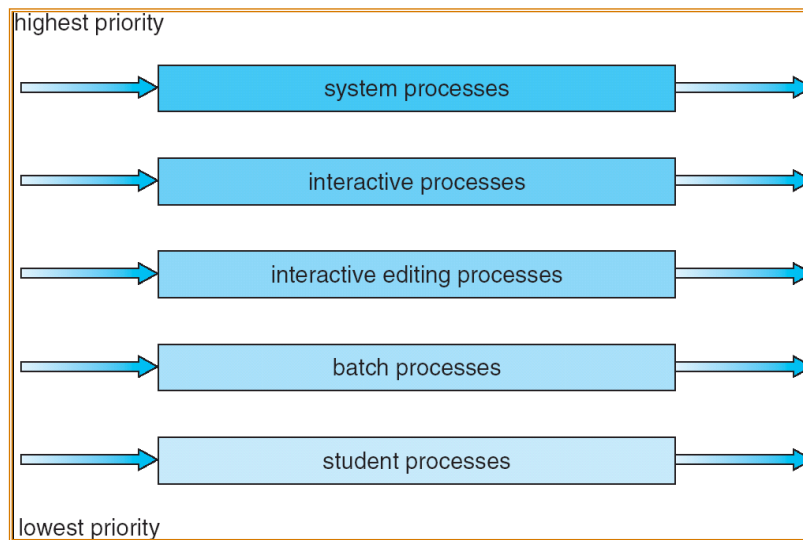 highest priority
system processes
interactive processes
interactive editing processes
batch processes
student processes
lowest priority